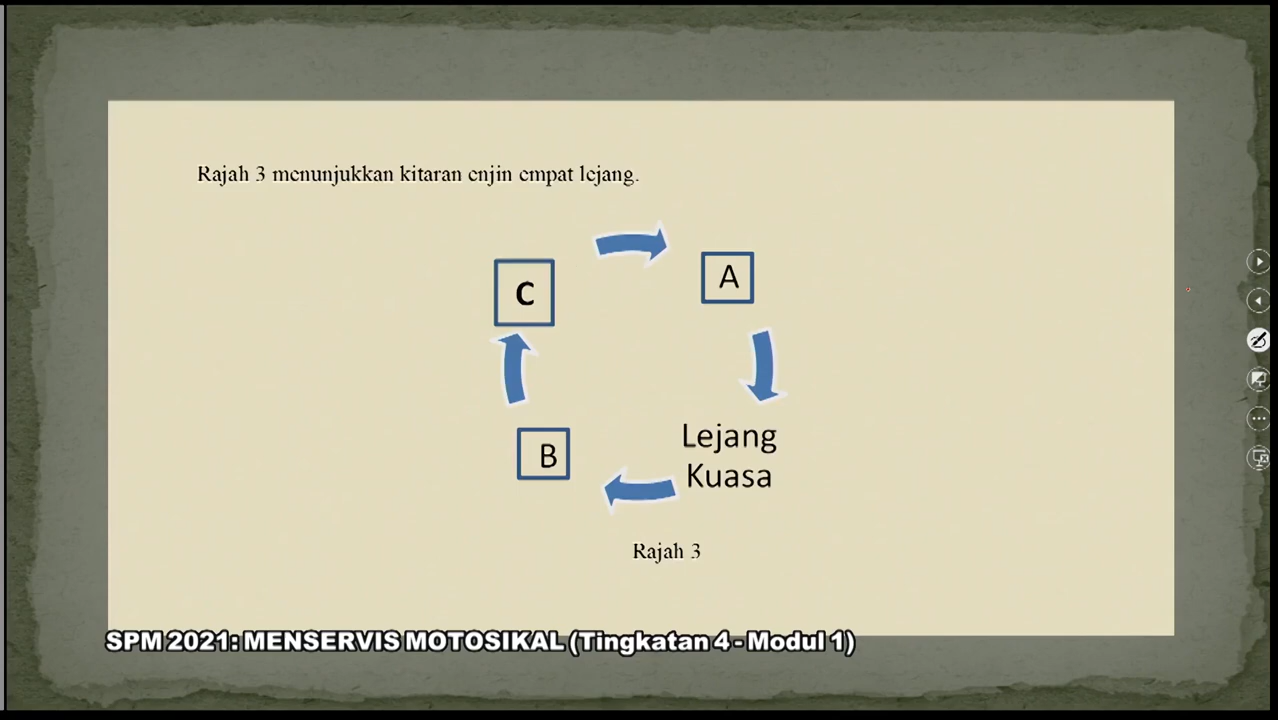 Rajah 3 menunjukkan kitaran enjin empat lejang.
C
A
B
Lejang
Kuasa
Rajah 3
SPM 2021: MENSERVIS MOTOSIKAL (Tingkatan 4 - Modul 1)